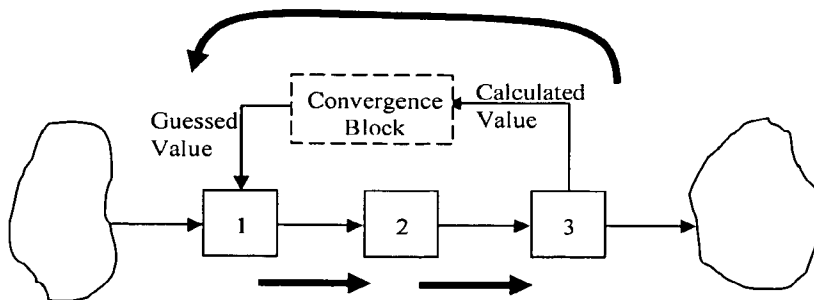 Convergence
Block
Calculated
Value
Guessed
Value
1
2
3